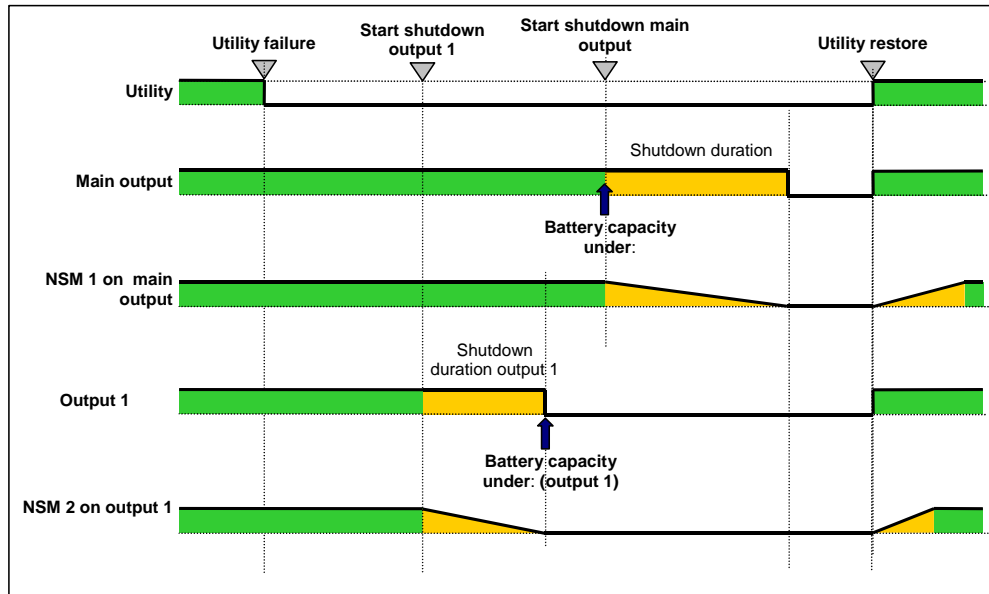 Utility failure
Start shutdown
output 1
Start shutdown main
output
Utility restore
Utility
Shutdown duration
Main output
Battery capacity
under:
NSM 1 on main
output
Shutdown
duration output 1
Output 1
Battery capacity
under: (output 1)
NSM 2 on output 1